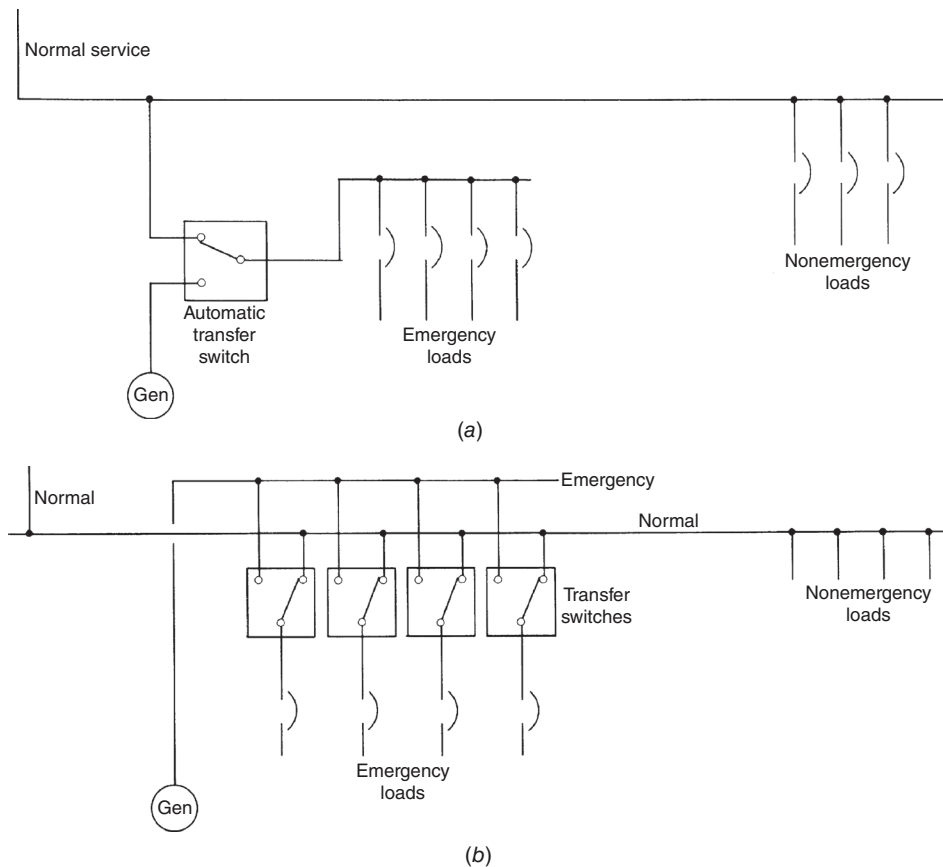 Normal service
Nonemergency
loads
Automatic
transfer
switch
Emergency
loads
Gen
(a)
Emergency
Normal
Normal
Transfer
switches
Nonemergency
loads
Emergency
loads
Gen
(b)